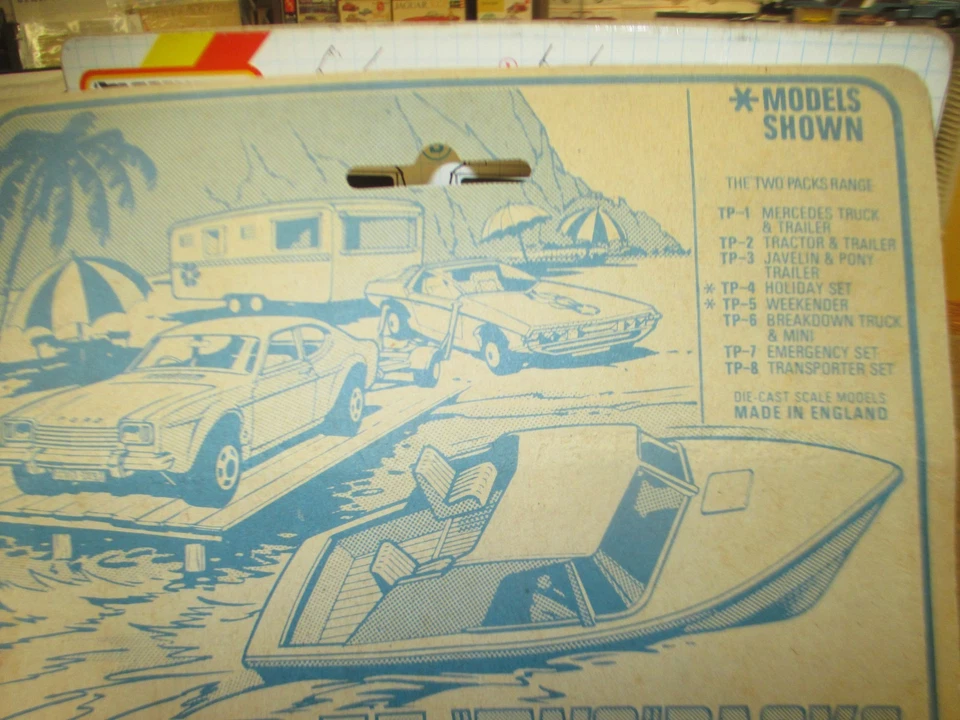 * MODELS
SHOWN
THE TWO PACKS RANGE
TP-1 MERCEDES TRUCK
& TRAILER
TP-2 TRACTOR & TRAILER
TP-3 JAVELIN & PONY
TRAILER
* TP-4 HOLIDAY SET
* TP-5 WEEKENDER
TP-6 BREAKDOWN TRUCK
& MINI
TP-7 EMERGENCY SET
TP-8 TRANSPORTER SET
DIE-CAST SCALE MODELS
MADE IN ENGLAND
JAGUAR